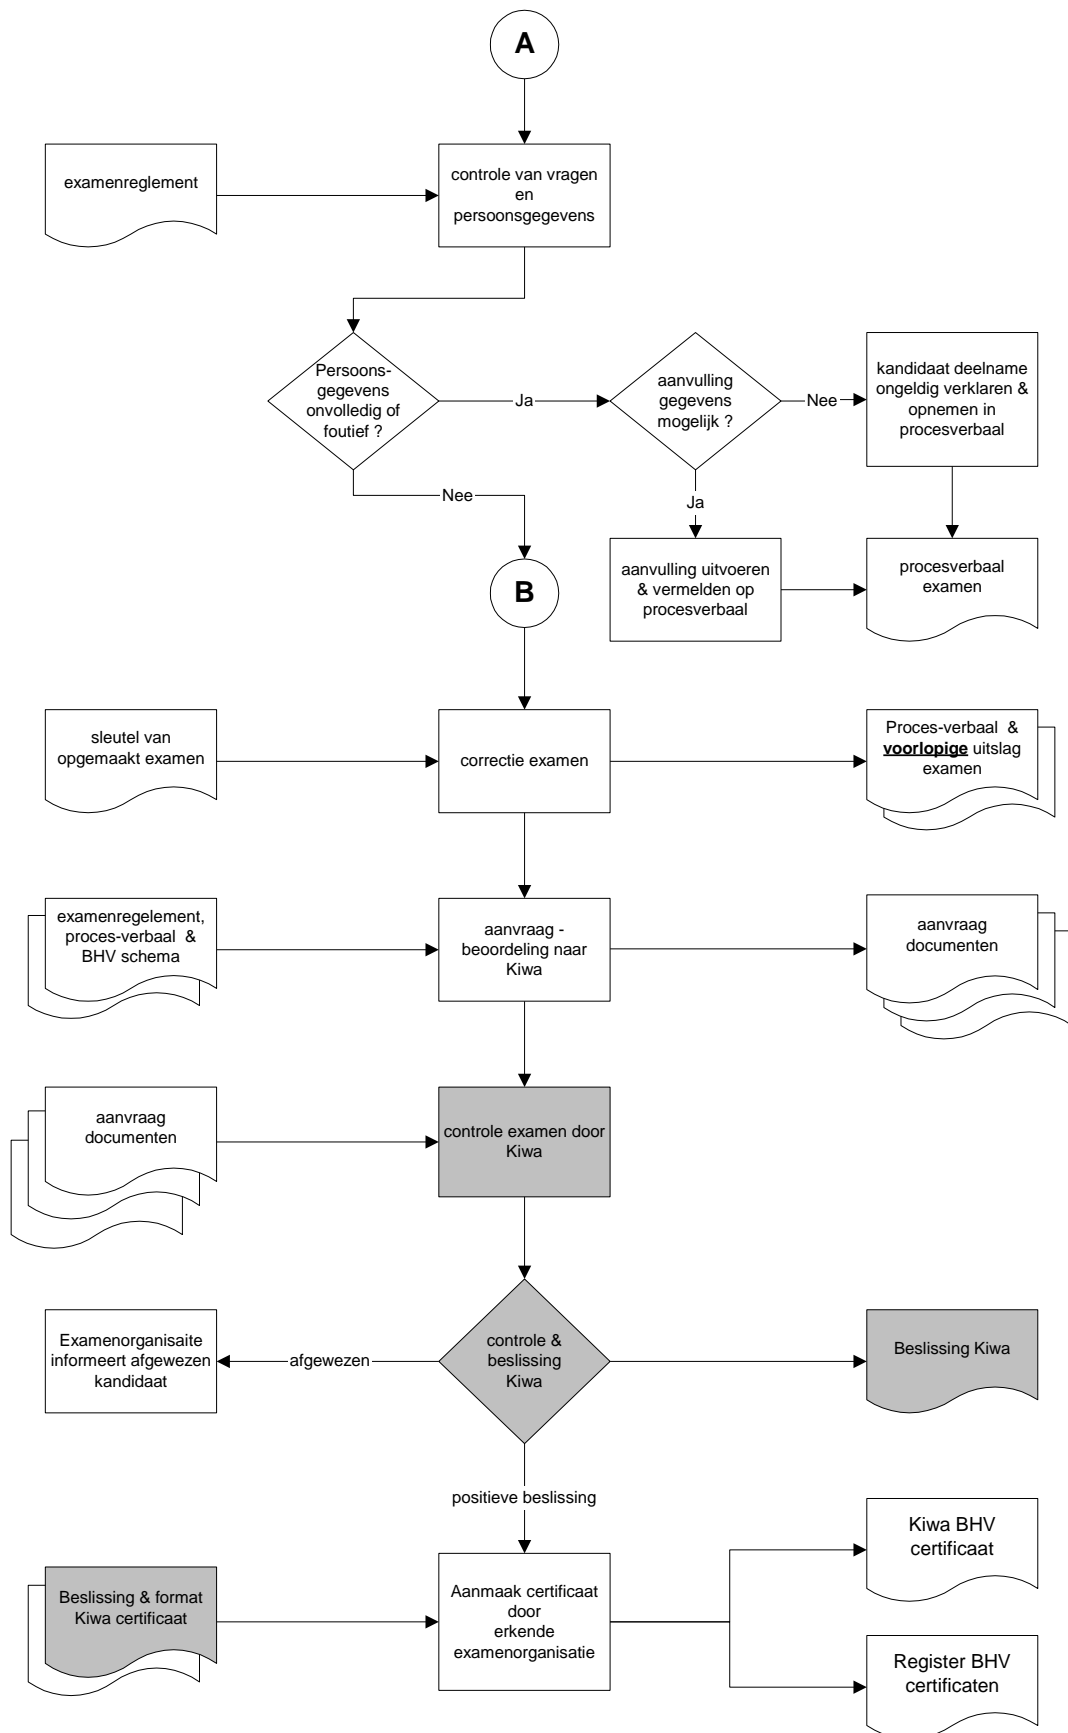 A
examenreglement
controle van vragen
en
persoonsgegevens
Persoons-
gegevens
onvolledig of
foutief ?
Ja
aanvulling
gegevens
mogelijk ?
Nee
kandidaat deelname
ongeldig verklaren &
opnemen in
procesverbaal
Nee
Ja
B
aanvulling uitvoeren
& vermelden op
procesverbaal
procesverbaal
examen
sleutel van
opgemaakt examen
correctie examen
Proces-verbaal &
voorlopige uitslag
examen
examenregelement,
proces-verbaal &
BHV schema
aanvraag -
beoordeling naar
Kiwa
aanvraag
documenten
aanvraag
documenten
controle examen door
Kiwa
Examenorganisaite
informeert afgewezen
kandidaat
afgewezen
controle &
beslissing
Kiwa
Beslissing Kiwa
positieve beslissing
Beslissing & format
Kiwa certificaat
Aanmaak certificaat
door
erkende
examenorganisatie
Kiwa BHV
certificaat
Register BHV
certificaten